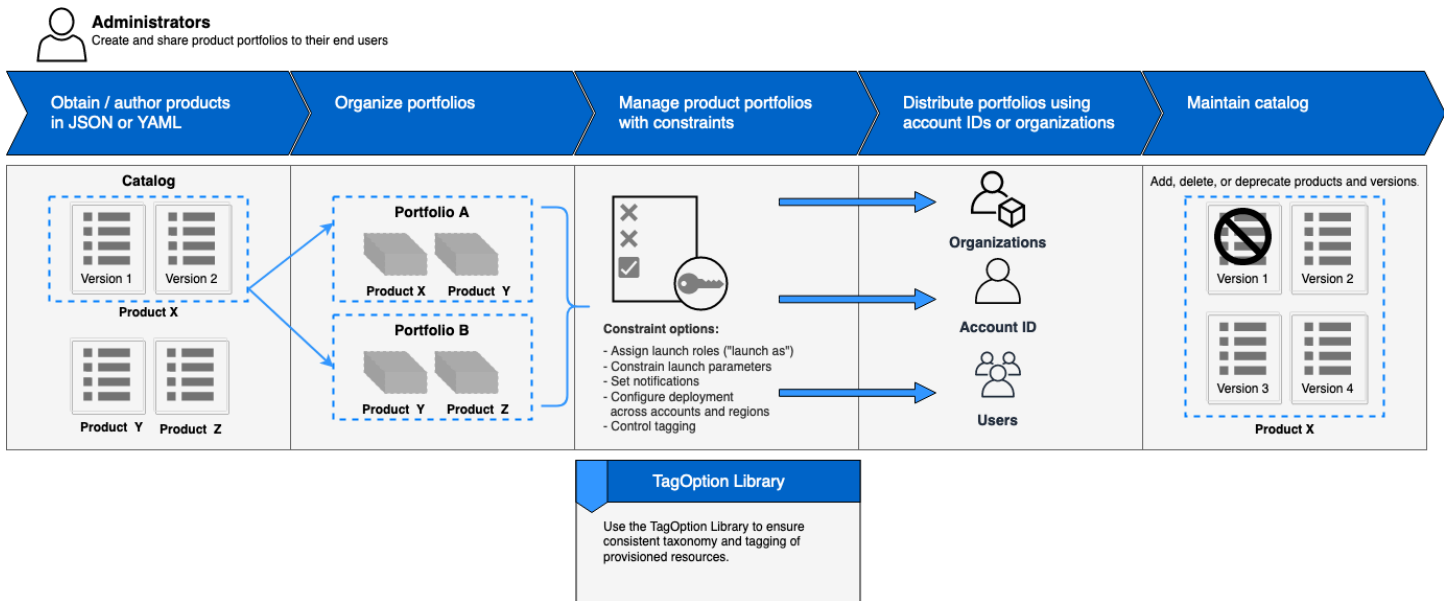 Administrators
Create and share product portfolios to their end users
Obtain / author products
in JSON or YAML
Organize portfolios
Manage product portfolios
with constraints
Distribute portfolios using
account IDs or organizations
Maintain catalog
Catalog
Version 1
Version 2
Product X
Product Y
Product Z
Portfolio A
Product X
Product Y
Portfolio B
Product Y
Product Z
Constraint options:
- Assign launch roles ("launch as")
- Constrain launch parameters
- Set notifications
- Configure deployment
across accounts and regions
- Control tagging
Organizations
Account ID
Users
Add, delete, or deprecate products and versions.
Version 1
Version 2
Version 3
Version 4
Product X
TagOption Library
Use the TagOption Library to ensure
consistent taxonomy and tagging of
provisioned resources.